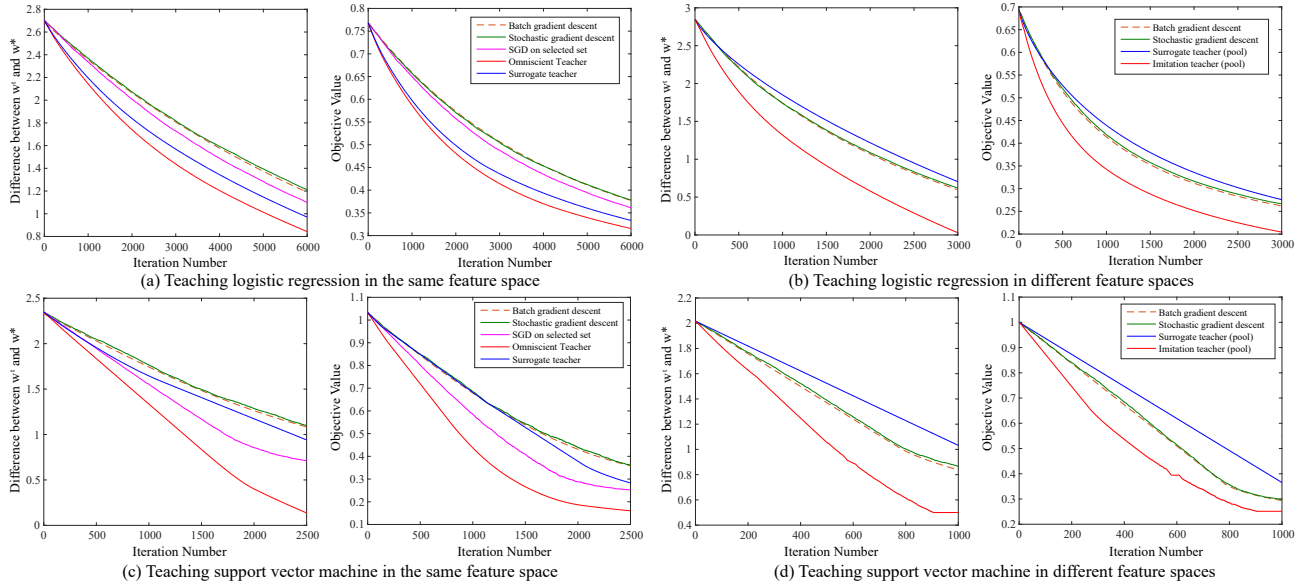 2.8
2.6
2.4
2.2
2
1.8
1.6
1.4
1.2
1
0.8
Difference between wᵗ and w*
0 1000 2000 3000 4000 5000 6000
Iteration Number
0.8
0.75
0.7
0.65
0.6
0.55
0.5
0.45
0.4
0.35
0.3
Objective Value
Batch gradient descent
Stochastic gradient descent
SGD on selected set
Omniscient Teacher
Surrogate teacher
0 1000 2000 3000 4000 5000 6000
Iteration Number
(a) Teaching logistic regression in the same feature space
3
2.5
2
1.5
1
0.5
0
Difference between wᵗ and w*
0 500 1000 1500 2000 2500 3000
Iteration Number
0.7
0.65
0.6
0.55
0.5
0.45
0.4
0.35
0.3
0.25
0.2
Objective Value
Batch gradient descent
Stochastic gradient descent
Surrogate teacher (pool)
Imitation teacher (pool)
0 500 1000 1500 2000 2500 3000
Iteration Number
(b) Teaching logistic regression in different feature spaces
2.5
2
1.5
1
0.5
0
Difference between wᵗ and w*
0 500 1000 1500 2000 2500
Iteration Number
1.1
1
0.9
0.8
0.7
0.6
0.5
0.4
0.3
0.2
0.1
Objective Value
Batch gradient descent
Stochastic gradient descent
SGD on selected set
Omniscient Teacher
Surrogate teacher
0 500 1000 1500 2000 2500
Iteration Number
(c) Teaching support vector machine in the same feature space
2.2
2
1.8
1.6
1.4
1.2
1
0.8
0.6
0.4
Difference between wᵗ and w*
0 200 400 600 800 1000
Iteration Number
1.1
1
0.9
0.8
0.7
0.6
0.5
0.4
0.3
0.2
Objective Value
Batch gradient descent
Stochastic gradient descent
Surrogate teacher (pool)
Imitation teacher (pool)
0 200 400 600 800 1000
Iteration Number
(d) Teaching support vector machine in different feature spaces